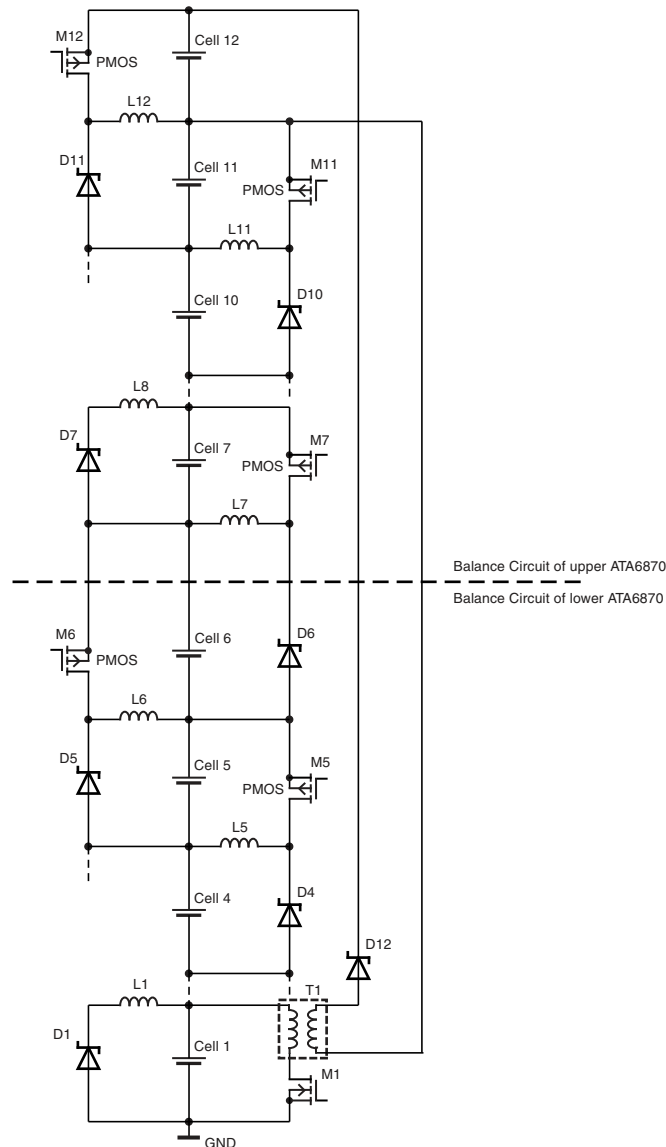 M12
Cell 12
PMOS
L12
D11
Cell 11
M11
PMOS
L11
Cell 10
D10
L8
D7
Cell 7
M7
PMOS
L7
Balance Circuit of upper ATA6870
Balance Circuit of lower ATA6870
M6
PMOS
Cell 6
D6
L6
D5
Cell 5
M5
PMOS
L5
Cell 4
D4
D12
L1
T1
D1
Cell 1
M1
GND